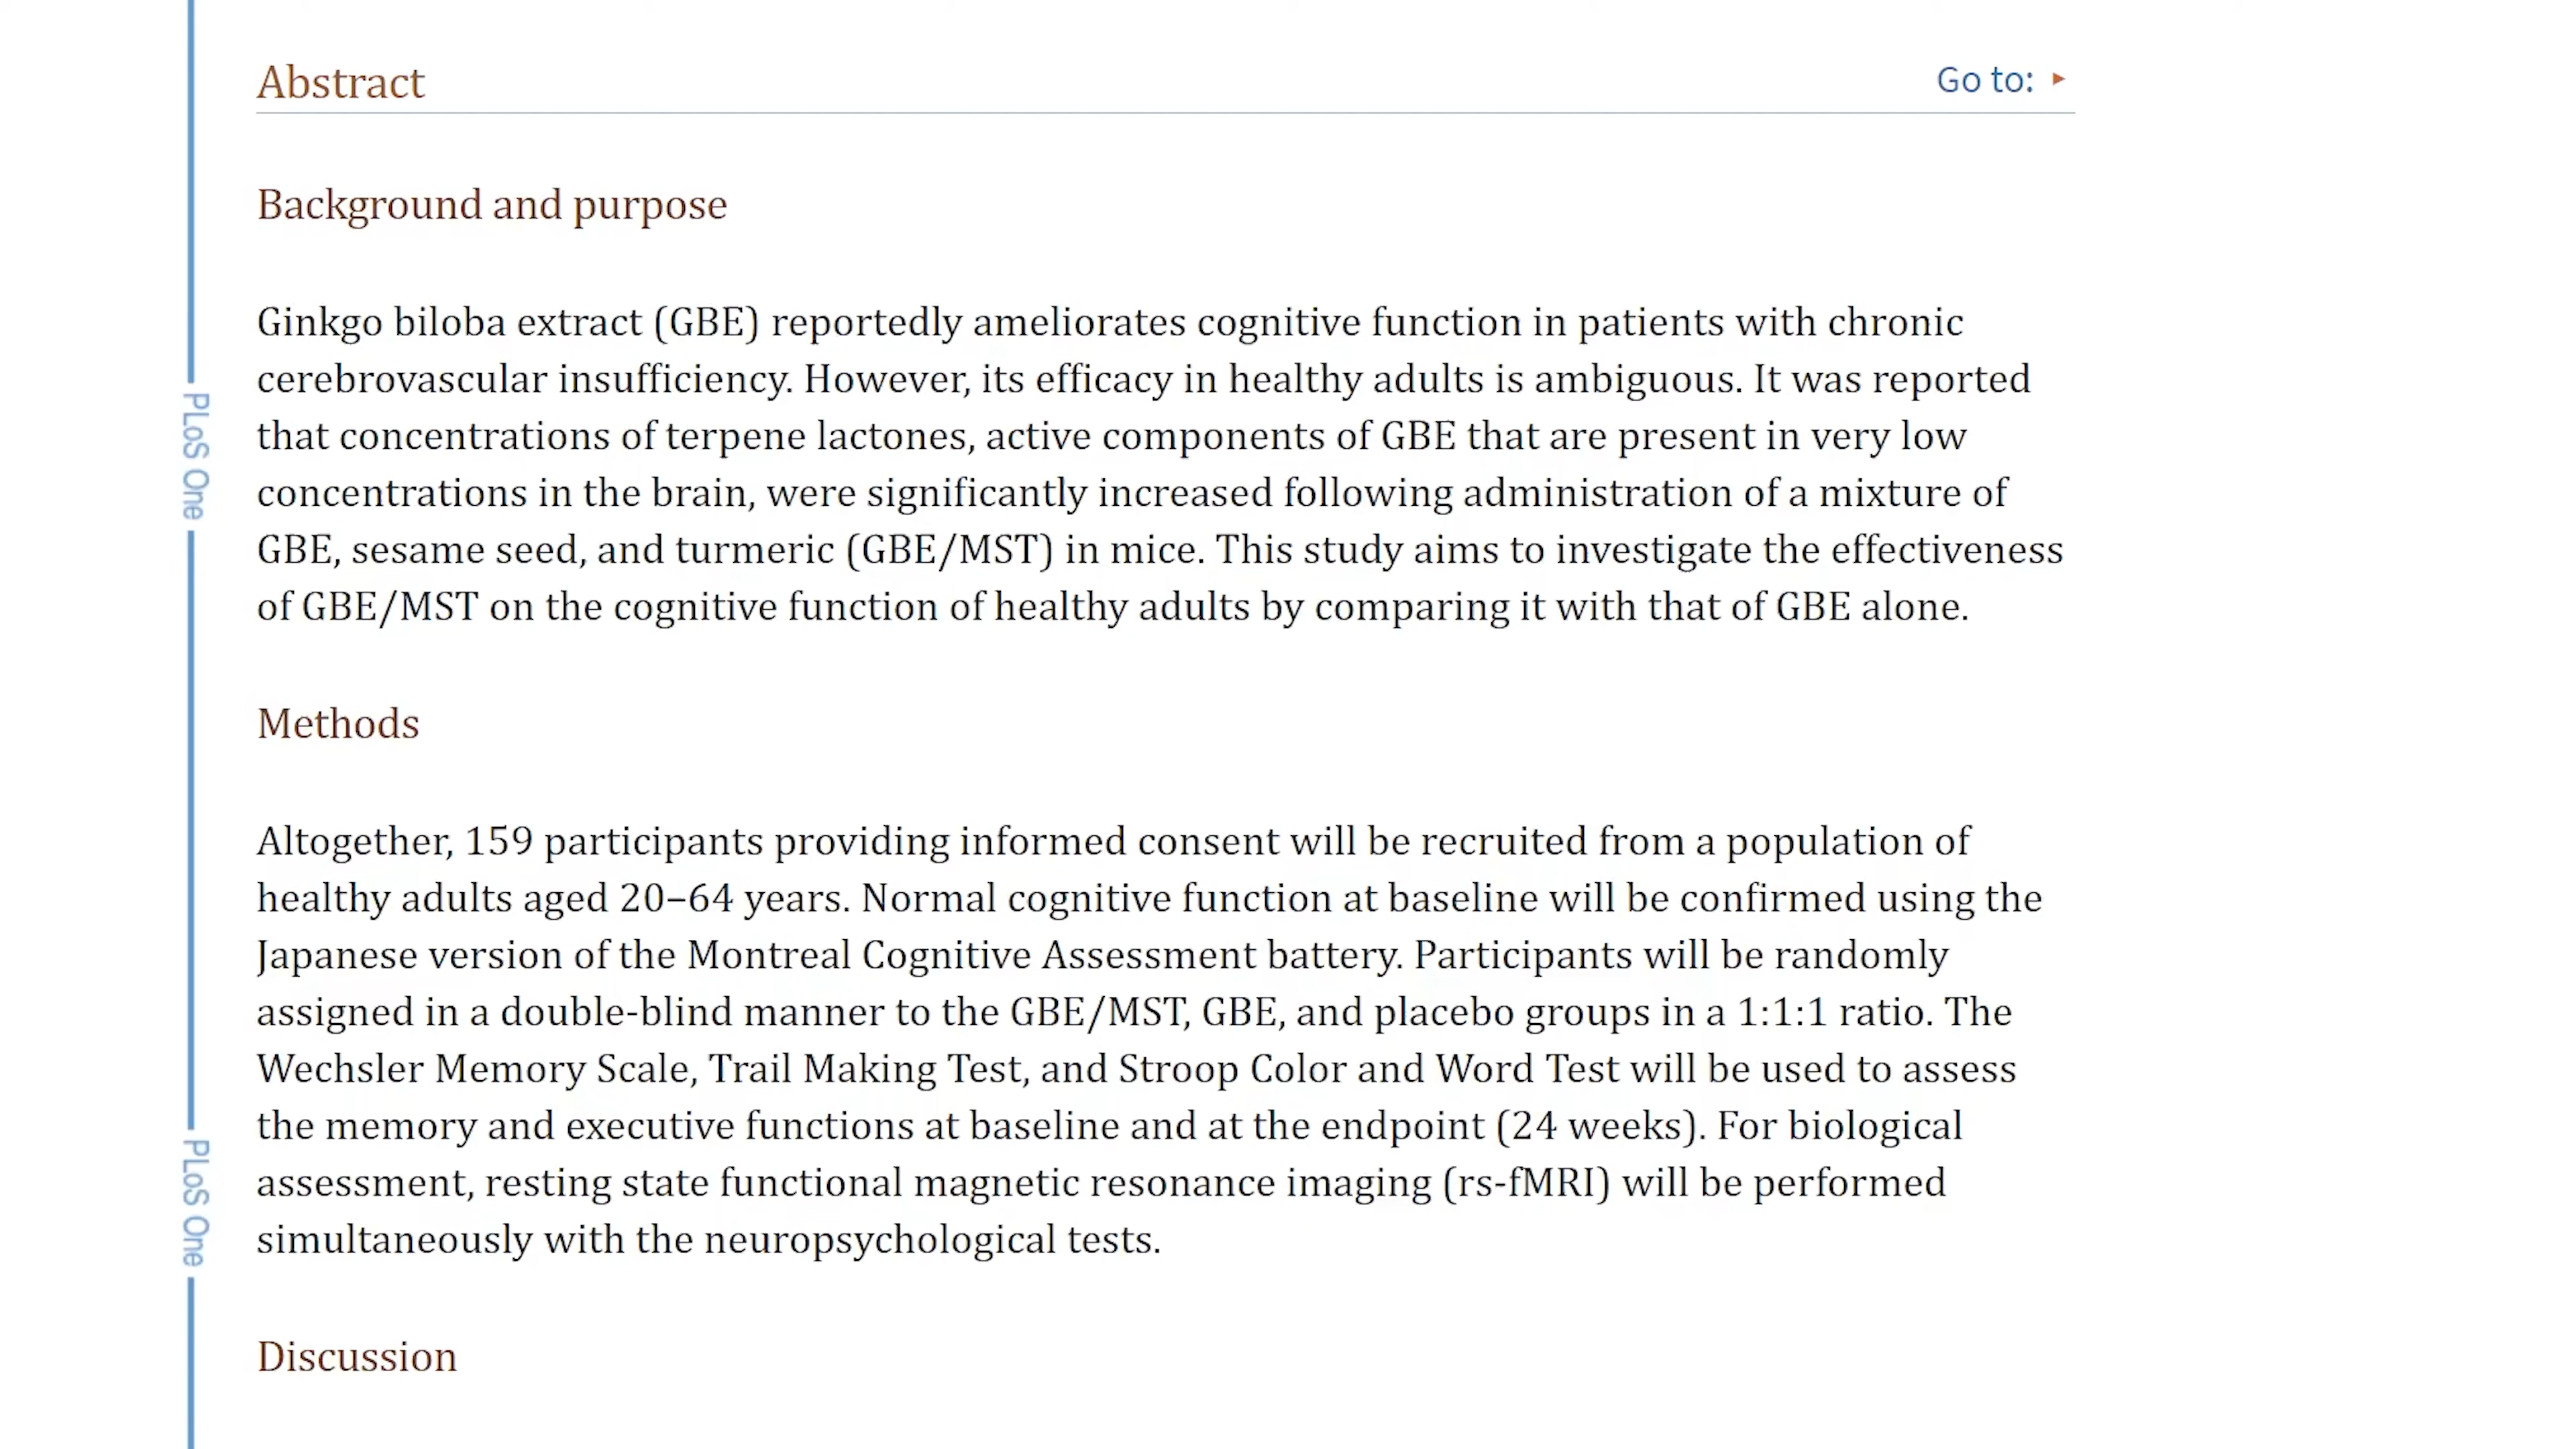 Abstract
Go to: ▸
Background and purpose
Ginkgo biloba extract (GBE) reportedly ameliorates cognitive function in patients with chronic
cerebrovascular insufficiency. However, its efficacy in healthy adults is ambiguous. It was reported
that concentrations of terpene lactones, active components of GBE that are present in very low
concentrations in the brain, were significantly increased following administration of a mixture of
GBE, sesame seed, and turmeric (GBE/MST) in mice. This study aims to investigate the effectiveness
of GBE/MST on the cognitive function of healthy adults by comparing it with that of GBE alone.
Methods
Altogether, 159 participants providing informed consent will be recruited from a population of
healthy adults aged 20–64 years. Normal cognitive function at baseline will be confirmed using the
Japanese version of the Montreal Cognitive Assessment battery. Participants will be randomly
assigned in a double-blind manner to the GBE/MST, GBE, and placebo groups in a 1:1:1 ratio. The
Wechsler Memory Scale, Trail Making Test, and Stroop Color and Word Test will be used to assess
the memory and executive functions at baseline and at the endpoint (24 weeks). For biological
assessment, resting state functional magnetic resonance imaging (rs-fMRI) will be performed
simultaneously with the neuropsychological tests.
Discussion
PLoS One
PLoS One